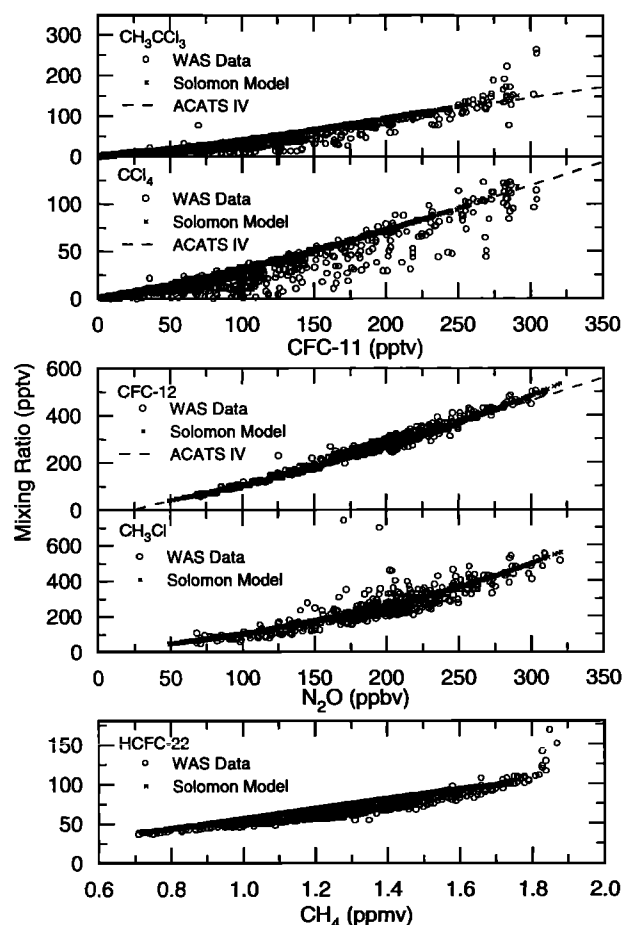 CH₃CCl₃
WAS Data
Solomon Model
ACATS IV
300
200
100
0
CCl₄
WAS Data
Solomon Model
ACATS IV
100
50
0
0 50 100 150 200 250 300 350
CFC-11 (pptv)
Mixing Ratio (pptv)
600
400
200
0
CFC-12
WAS Data
Solomon Model
ACATS IV
CH₃Cl
WAS Data
Solomon Model
600
400
200
0
0 50 100 150 200 250 300 350
N₂O (ppbv)
HCFC-22
WAS Data
Solomon Model
150
100
50
0
0.6 0.8 1.0 1.2 1.4 1.6 1.8 2.0
CH₄ (ppmv)